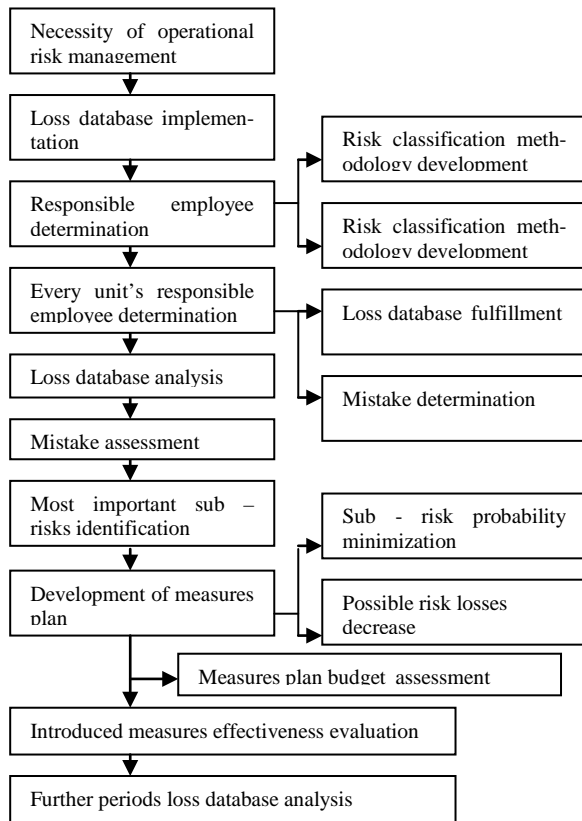 Necessity of operational
risk management
Loss database implemen-
tation
Risk classification meth-
odology development
Responsible employee
determination
Risk classification meth-
odology development
Every unit's responsible
employee determination
Loss database fulfillment
Loss database analysis
Mistake determination
Mistake assessment
Most important sub –
risks identification
Sub - risk probability
minimization
Development of measures
plan
Possible risk losses
decrease
Measures plan budget assessment
Introduced measures effectiveness evaluation
Further periods loss database analysis